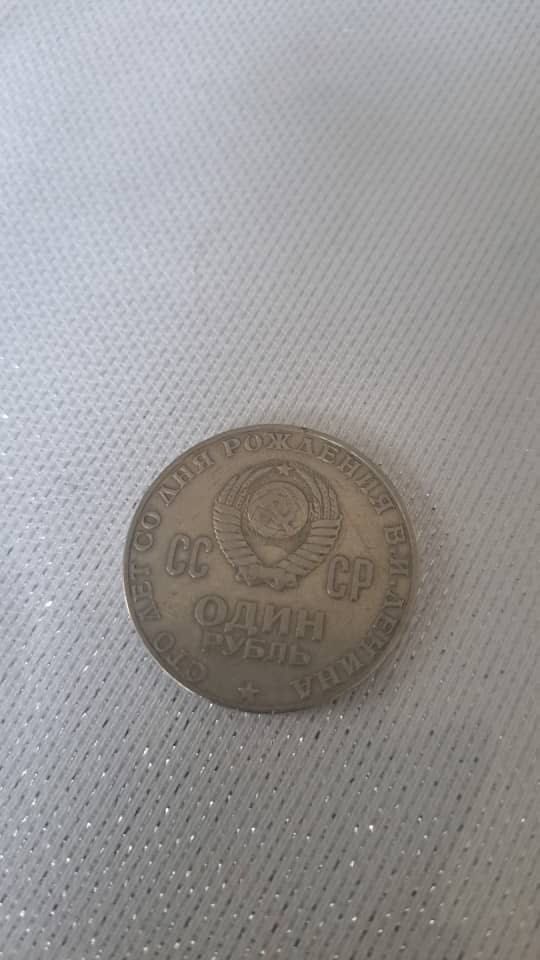 СТО ЛЕТ СО ДНЯ РОЖДЕНИЯ В.И.ЛЕНИНА
СС СР
ОДИН
РУБЛЬ